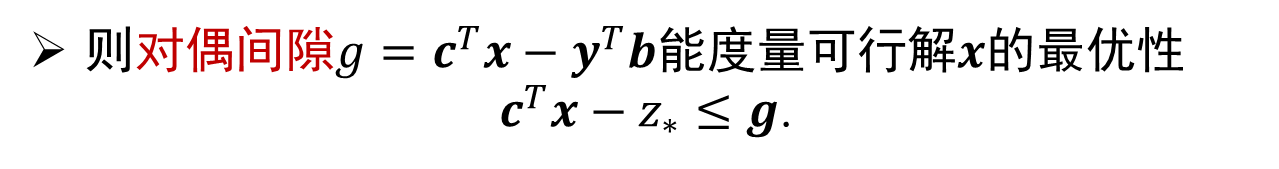 ➢ 则对偶间隙g = cᵀx − yᵀb能度量可行解x的最优性
cᵀx − z* ≤ g.